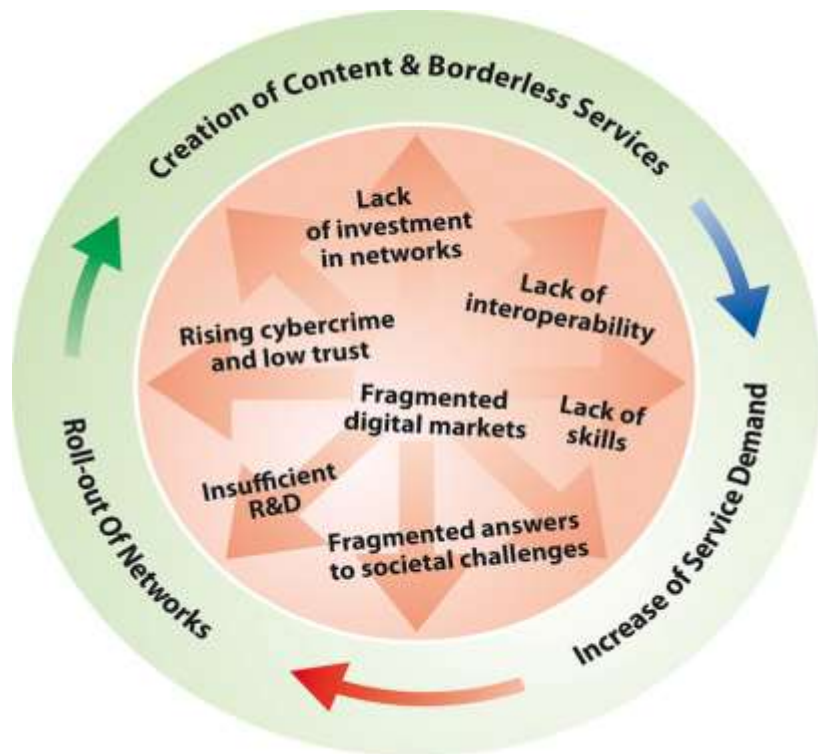 Creation of Content & Borderless Services
Lack
of investment
in networks
Lack of
interoperability
Rising cybercrime
and low trust
Fragmented
digital markets
Lack of
skills
Insufficient
R&D
Fragmented answers
to societal challenges
Increase of Service Demand
Roll-out Of Networks